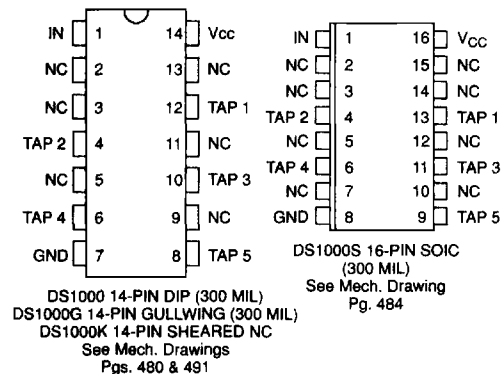 IN 1 14 Vcc
NC 2 13 NC
NC 3 12 TAP 1
TAP 2 4 11 NC
NC 5 10 TAP 3
TAP 4 6 9 NC
GND 7 8 TAP 5
DS1000 14-PIN DIP (300 MIL)
DS1000G 14-PIN GULLWING (300 MIL)
DS1000K 14-PIN SHEARED NC
See Mech. Drawings
Pgs. 480 & 491
IN 1 16 VCC
NC 2 15 NC
NC 3 14 NC
TAP 2 4 13 TAP 1
NC 5 12 NC
TAP 4 6 11 TAP 3
NC 7 10 NC
GND 8 9 TAP 5
DS1000S 16-PIN SOIC
(300 MIL)
See Mech. Drawing
Pg. 484